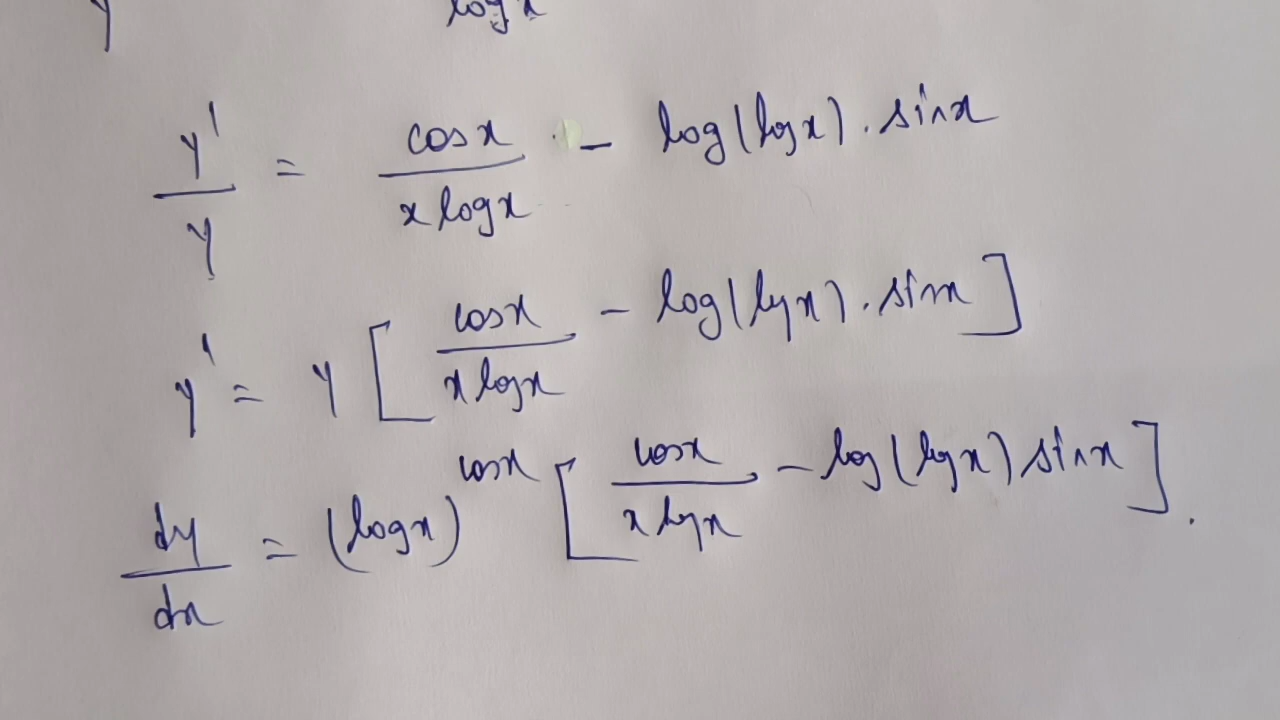 y log x
y'/y = cos x / (x log x) - log(log x) . sin x
y' = y [ cos x / (x log x) - log(log x) . sin x ]
dy/dx = (log x)^cos x [ cos x / (x log x) - log(log x) sin x ] .